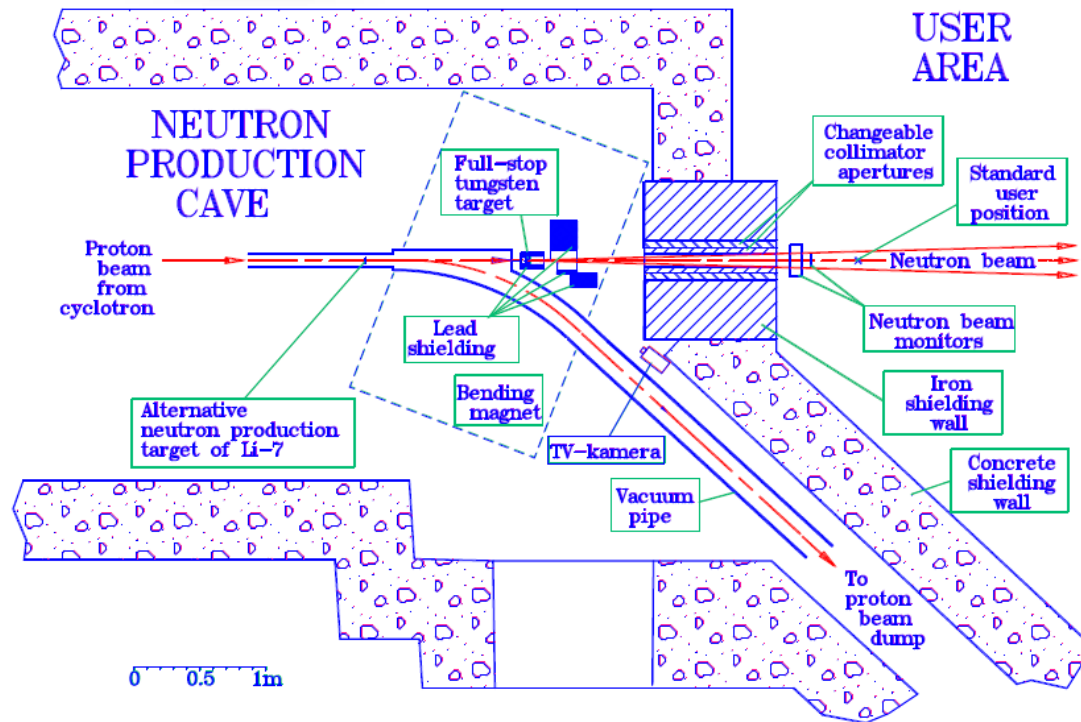 USER
AREA
NEUTRON
PRODUCTION
CAVE
Full-stop
tungsten
target
Changeable
collimator
apertures
Standard
user
position
Proton
beam
from
cyclotron
Neutron beam
Lead
shielding
Neutron beam
monitors
Bending
magnet
Iron
shielding
wall
Alternative
neutron production
target of Li-7
TV-kamera
Concrete
shielding
wall
Vacuum
pipe
To
proton
beam
dump
0 0.5 1m